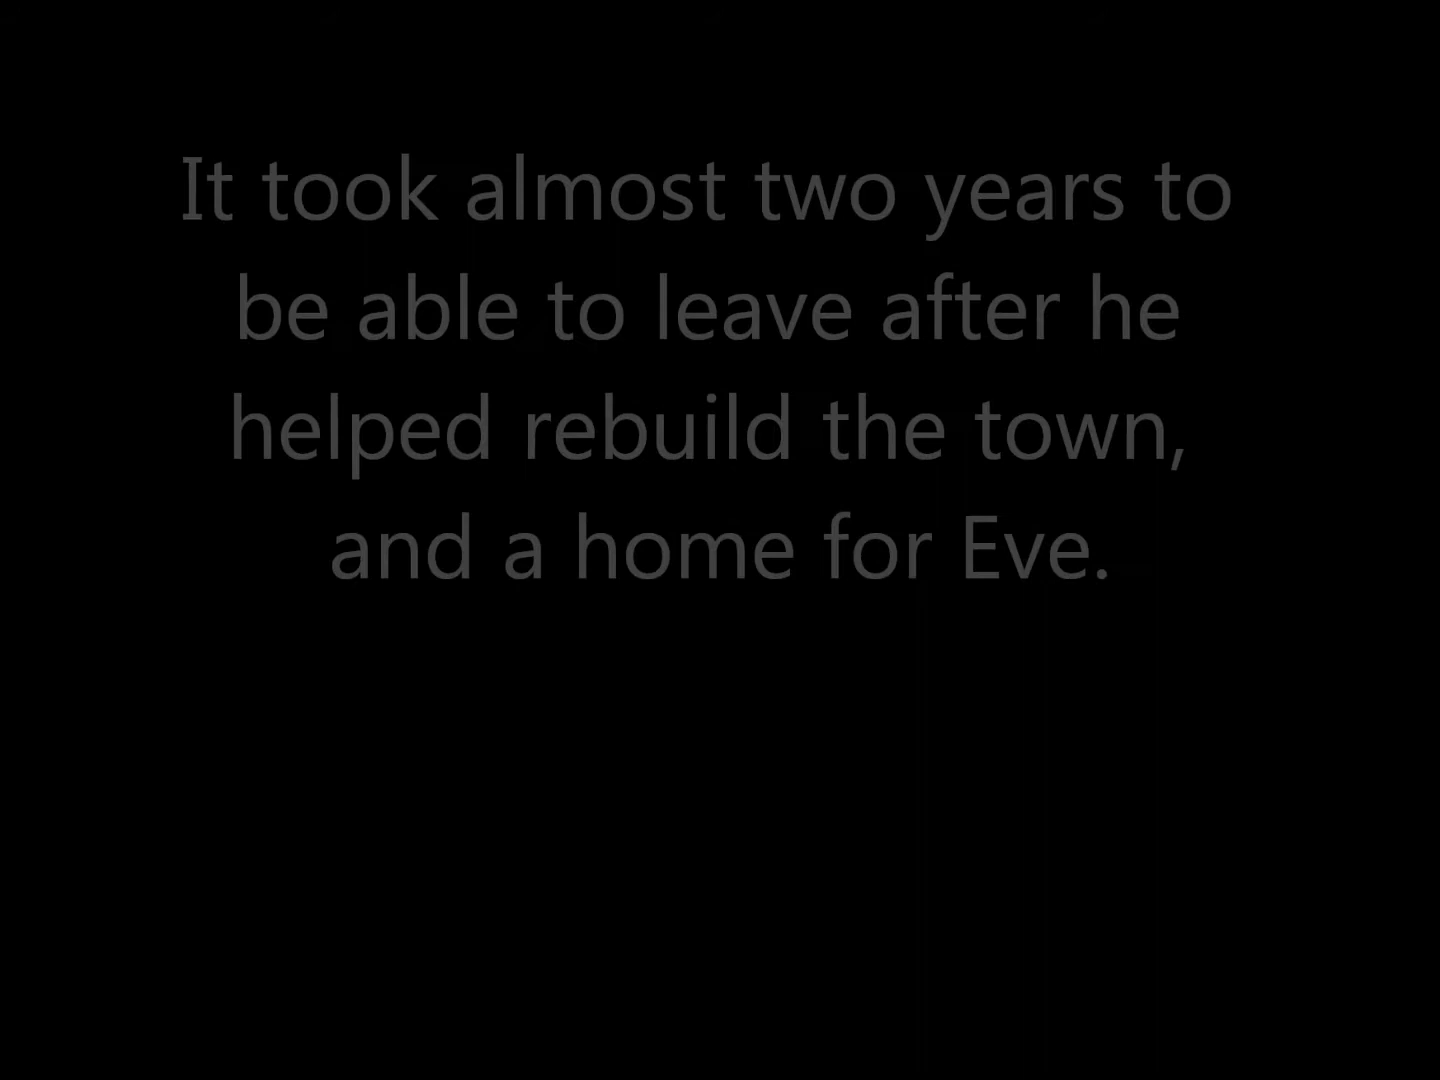 It took almost two years to
be able to leave after he
helped rebuild the town,
and a home for Eve.